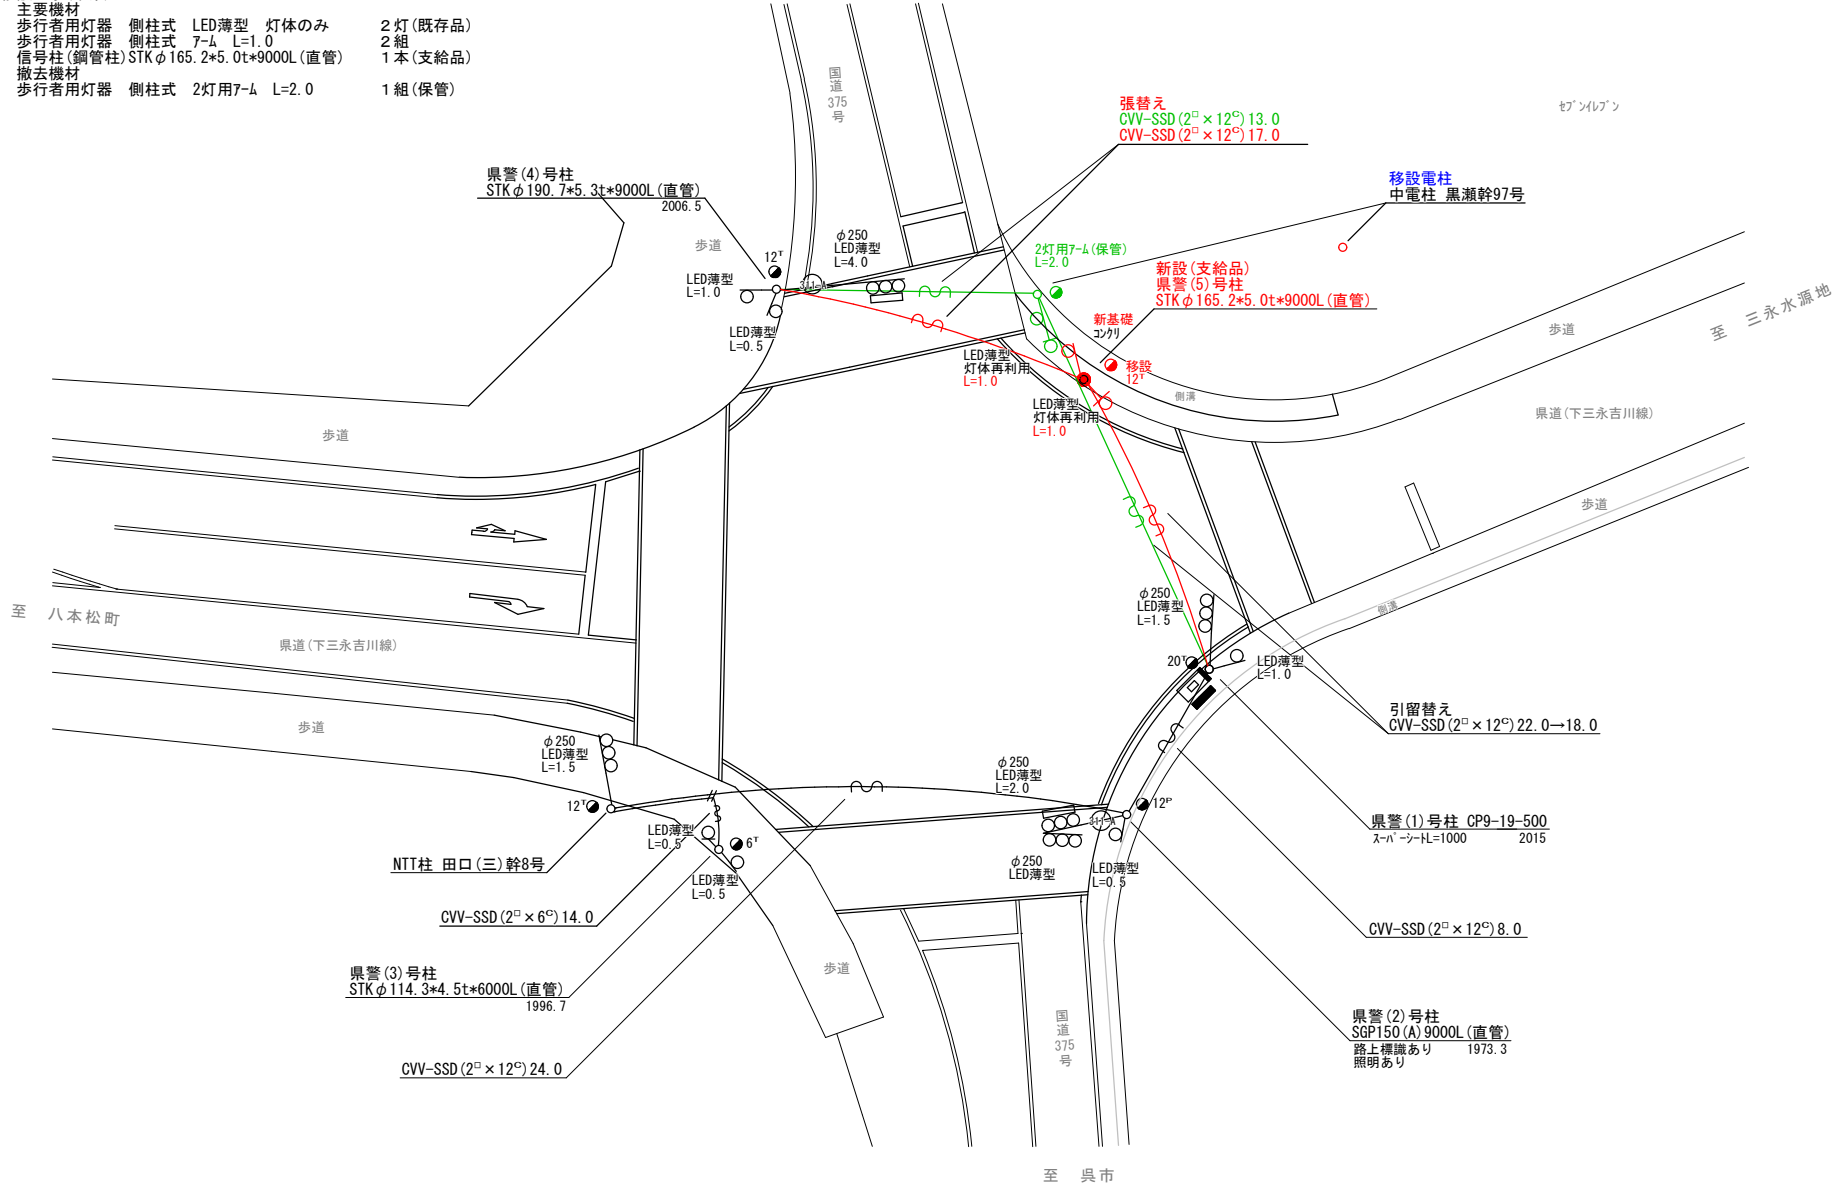 主要機材
歩行者用灯器 側柱式 LED薄型 灯体のみ 2灯(既存品)
歩行者用灯器 側柱式 アーム L=1.0 2組
信号柱(鋼管柱)STKφ165.2*5.0t*9000L(直管) 1本(支給品)
撤去機材
歩行者用灯器 側柱式 2灯用アーム L=2.0 1組(保管)
国道375号
セブンイレブン
張替え
CVV-SSD(2□×12C)13.0
CVV-SSD(2□×12C)17.0
県警(4)号柱
STKφ190.7*5.3t*9000L(直管)
2006.5
移設電柱
中電柱 黒瀬幹97号
歩道
12T
φ250
LED薄型
L=4.0
311-A
LED薄型
L=1.0
LED薄型
L=0.5
2灯用アーム(保管)
L=2.0
新設(支給品)
県警(5)号柱
STKφ165.2*5.0t*9000L(直管)
新基礎
コンクリ
移設
12T
LED薄型
灯体再利用
L=1.0
LED薄型
灯体再利用
L=1.0
側溝
歩道
至 三永水源地
県道(下三永吉川線)
歩道
歩道
側溝
至 八本松町
県道(下三永吉川線)
歩道
φ250
LED薄型
L=1.5
20T
LED薄型
L=1.0
引留替え
CVV-SSD(2□×12C)22.0→18.0
φ250
LED薄型
L=1.5
12T
φ250
LED薄型
L=2.0
12P
311-A
県警(1)号柱 CP9-19-500
スーパーシートL=1000 2015
LED薄型
L=0.5
6T
LED薄型
L=0.5
NTT柱 田口(三)幹8号
φ250
LED薄型
LED薄型
L=0.5
CVV-SSD(2□×6C)14.0
CVV-SSD(2□×12C)8.0
県警(3)号柱
STKφ114.3*4.5t*6000L(直管)
1996.7
歩道
国道375号
県警(2)号柱
SGP150(A)9000L(直管)
路上標識あり 1973.3
照明あり
CVV-SSD(2□×12C)24.0
至 呉市